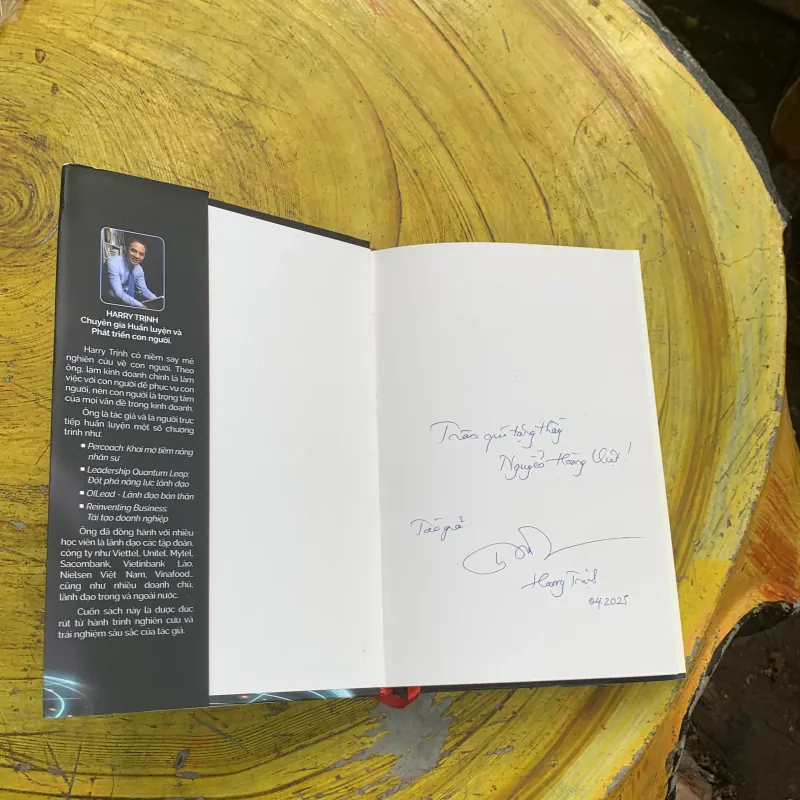 HARRY TRỊNH
Chuyên gia Huấn luyện và
Phát triển con người.
Harry Trịnh có niềm say mê
nghiên cứu về con người. Theo
ông, làm kinh doanh chính là làm
việc với con người để phục vụ con
người, nên con người là trọng tâm
của mọi vấn đề trong kinh doanh.
Ông là tác giả và là người trực
tiếp huấn luyện một số chương
trình như:
▪ Percoach: Khai mở tiềm năng
nhân sự
▪ Leadership Quantum Leap:
Đột phá năng lực lãnh đạo
▪ OILead - Lãnh đạo bản thân
▪ Reinventing Business:
Tái tạo doanh nghiệp
Ông đã đồng hành với nhiều
học viên là lãnh đạo các tập đoàn,
công ty như Viettel, Unitel, Mytel,
Sacombank, Vietinbank Lào,
Nielsen Việt Nam, Vinafood...
cũng như nhiều doanh chủ,
lãnh đạo trong và ngoài nước.
Cuốn sách này là được đúc
rút từ hành trình nghiên cứu và
trải nghiệm sâu sắc của tác giả.
Trân quí tặng thầy
Nguyễn Hoàng !
Tác giả
Harry Trịnh
04.2025